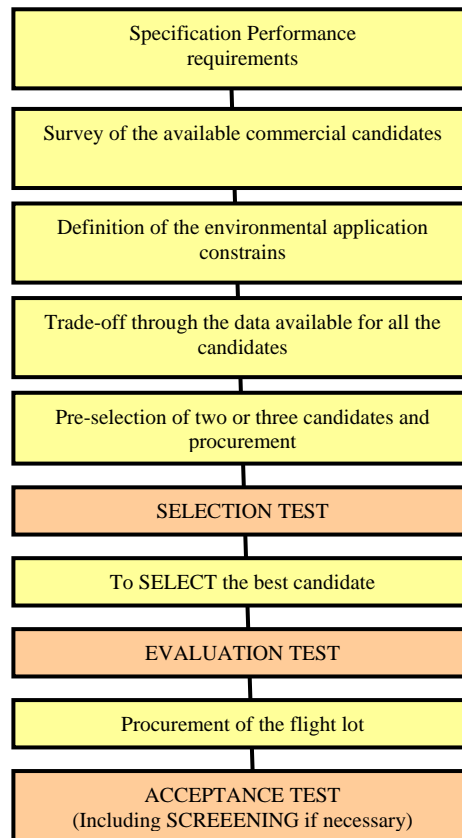 Specification Performance
requirements
Survey of the available commercial candidates
Definition of the environmental application
constrains
Trade-off through the data available for all the
candidates
Pre-selection of two or three candidates and
procurement
SELECTION TEST
To SELECT the best candidate
EVALUATION TEST
Procurement of the flight lot
ACCEPTANCE TEST
(Including SCREEENING if necessary)